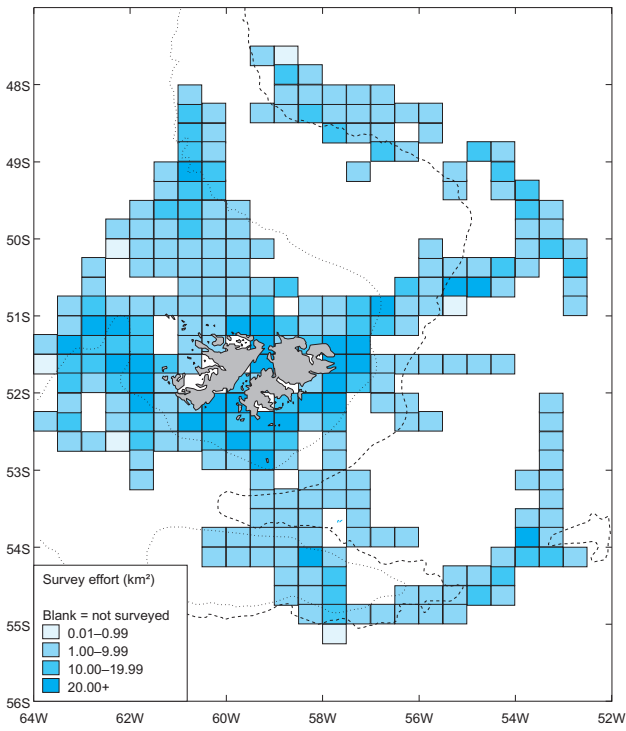 48S
49S
50S
51S
52S
53S
54S
55S
56S
Survey effort (km²)
Blank = not surveyed
0.01–0.99
1.00–9.99
10.00–19.99
20.00+
64W 62W 60W 58W 56W 54W 52W